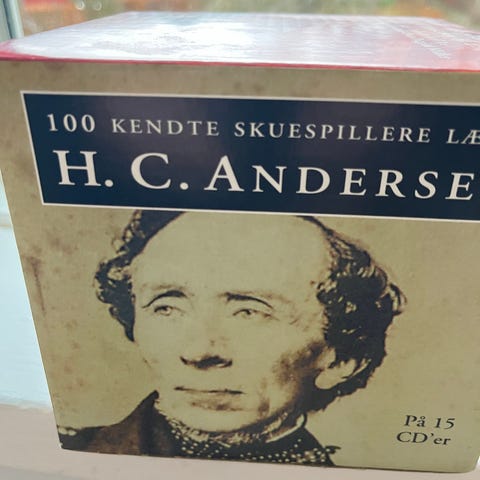 100 KENDTE SKUESPILLERE LÆ
H. C. ANDERSE
På 15
CD'er